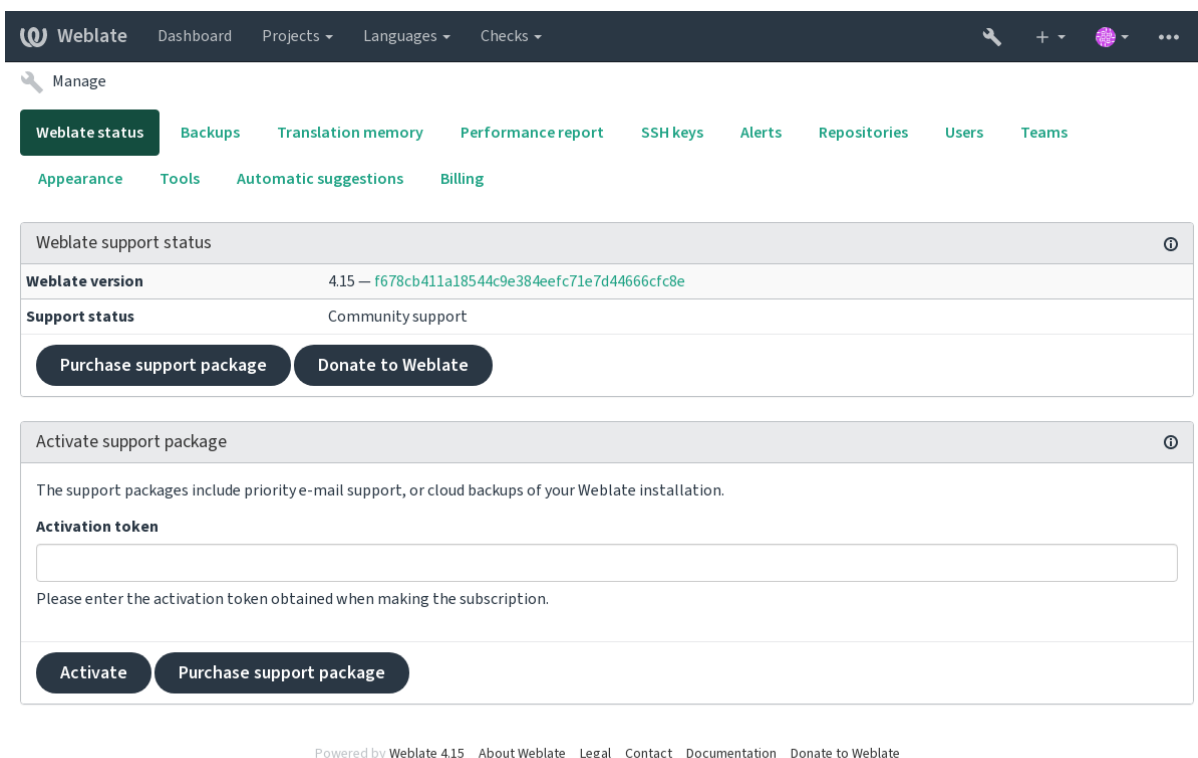 Weblate Dashboard Projects Languages Checks
Manage
Weblate status Backups Translation memory Performance report SSH keys Alerts Repositories Users Teams
Appearance Tools Automatic suggestions Billing
Weblate support status
Weblate version 4.15 — f678cb411a18544c9e384eefc71e7d44666cfc8e
Support status Community support
Purchase support package Donate to Weblate
Activate support package
The support packages include priority e-mail support, or cloud backups of your Weblate installation.
Activation token
Please enter the activation token obtained when making the subscription.
Activate Purchase support package
Powered by Weblate 4.15 About Weblate Legal Contact Documentation Donate to Weblate